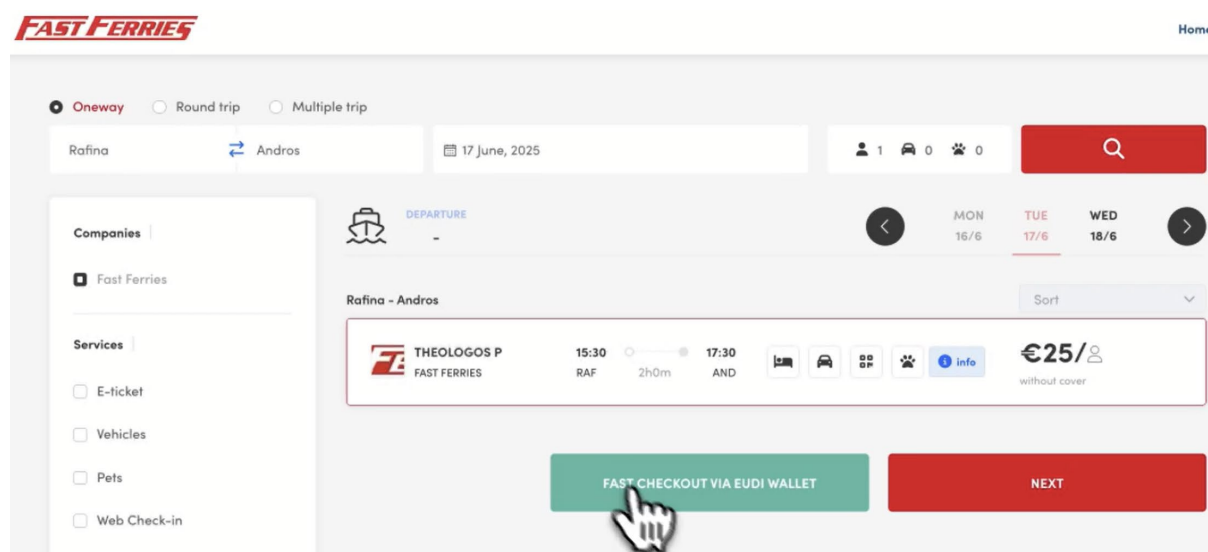 FAST FERRIES
Home
Oneway Round trip Multiple trip
Rafina Andros 17 June, 2025 1 0 0
Companies
Fast Ferries
Services
E-ticket
Vehicles
Pets
Web Check-in
DEPARTURE
-
MON TUE WED
16/6 17/6 18/6
Rafina - Andros Sort
THEOLOGOS P 15:30 17:30 info €25/
FAST FERRIES RAF 2h0m AND without cover
FAST CHECKOUT VIA EUDI WALLET NEXT